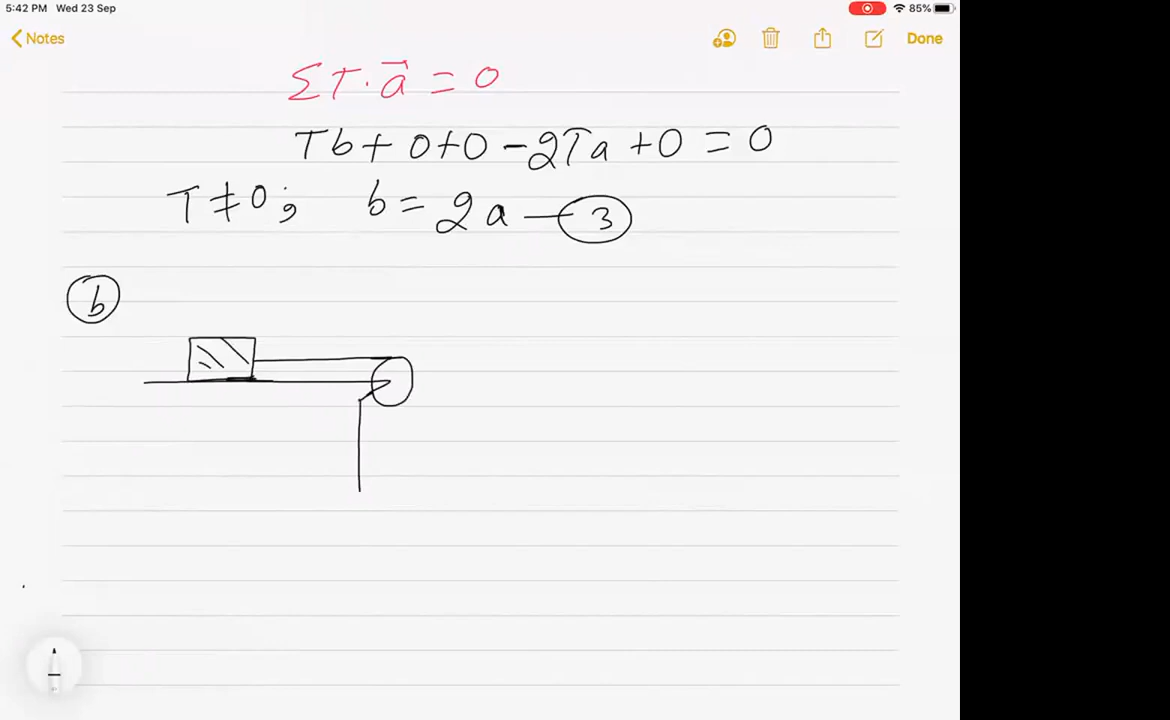 5:42 PM Wed 23 Sep
85%
Notes
Done
ΣT·a⃗ = 0
Tb + 0 + 0 - 2Ta + 0 = 0
T ≠ 0; b = 2a — ③
ⓑ